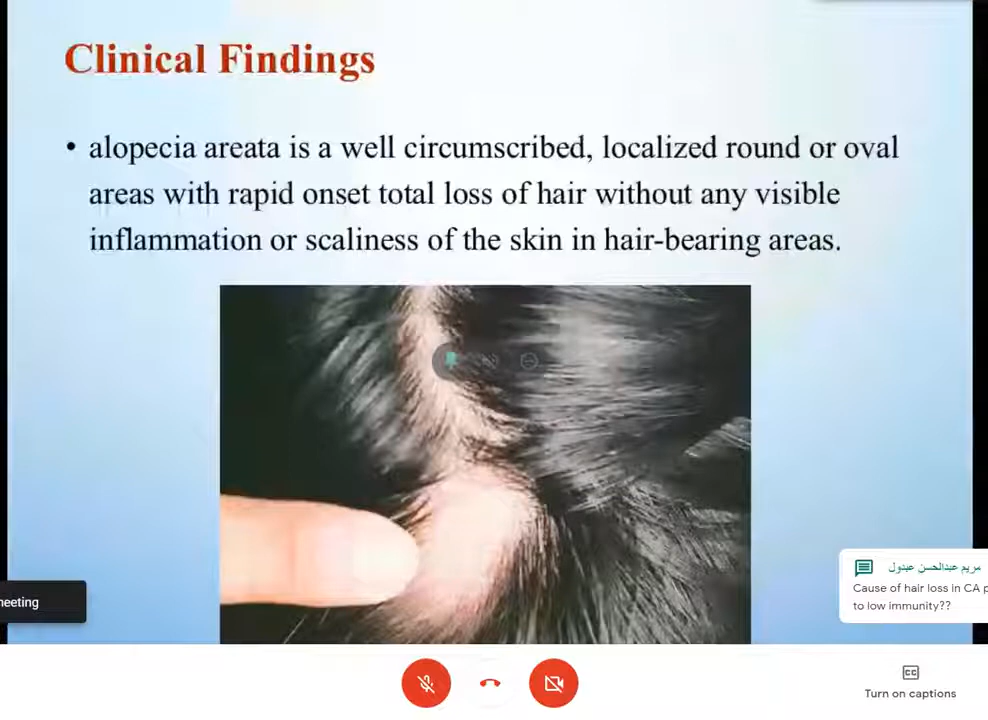 Clinical Findings
• alopecia areata is a well circumscribed, localized round or oval
areas with rapid onset total loss of hair without any visible
inflammation or scaliness of the skin in hair-bearing areas.
مريم عبدالحسن عبدول
Cause of hair loss in CA p
to low immunity??
neeting
CC
Turn on captions